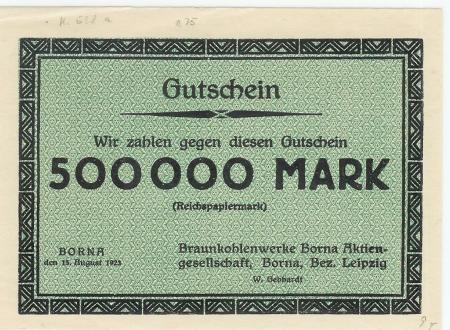 Gutschein
Wir zahlen gegen diesen Gutschein
500000 MARK
(Reichspapiermark)
BORNA
den 15. August 1923
Braunkohlenwerke Borna Aktien-
gesellschaft, Borna, Bez. Leipzig
W. Gebhardt